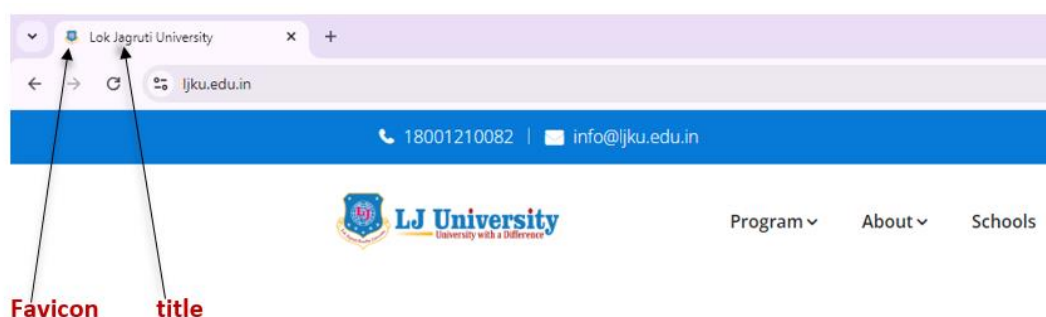 Lok Jagruti University
ljku.edu.in
18001210082 | info@ljku.edu.in
LJ
LJ University
University with a Difference
Program About Schools
Favicon title